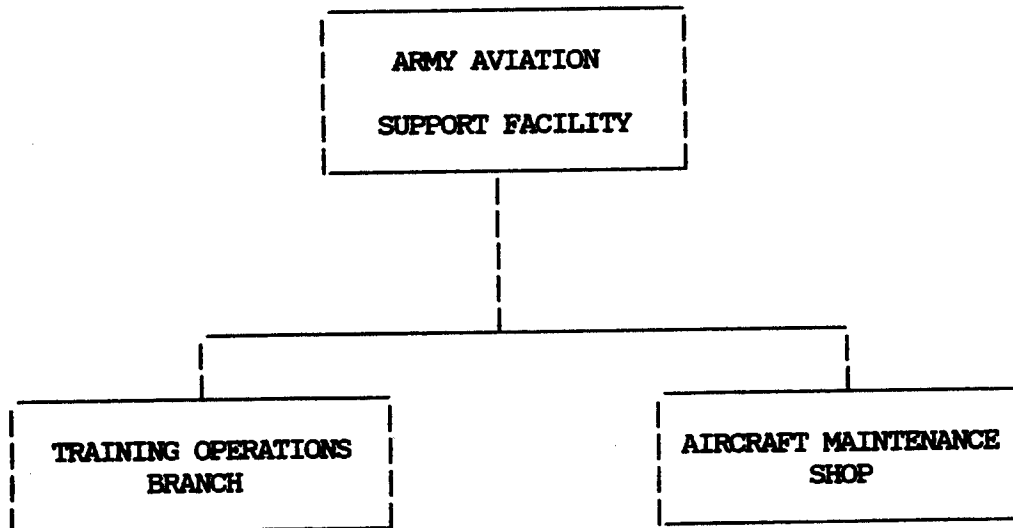 ARMY AVIATION
SUPPORT FACILITY
TRAINING OPERATIONS
BRANCH
AIRCRAFT MAINTENANCE
SHOP